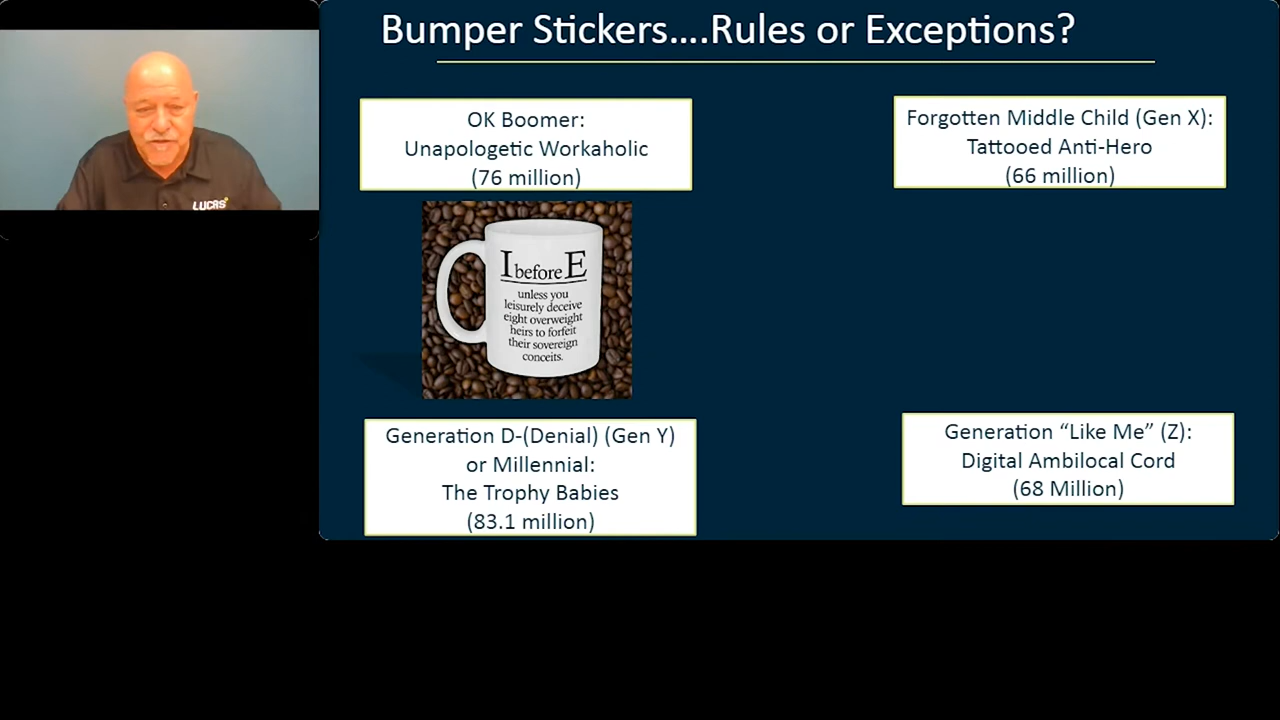 Bumper Stickers....Rules or Exceptions?
OK Boomer:
Unapologetic Workaholic
(76 million)
Forgotten Middle Child (Gen X):
Tattooed Anti-Hero
(66 million)
LUCAS
I before E
unless you
leisurely deceive
eight overweight
heirs to forfeit
their sovereign
conceits.
Generation D-(Denial) (Gen Y)
or Millennial:
The Trophy Babies
(83.1 million)
Generation “Like Me” (Z):
Digital Ambilocal Cord
(68 Million)